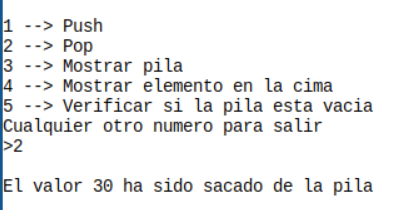 1 --> Push
2 --> Pop
3 --> Mostrar pila
4 --> Mostrar elemento en la cima
5 --> Verificar si la pila esta vacia
Cualquier otro numero para salir
>2
El valor 30 ha sido sacado de la pila